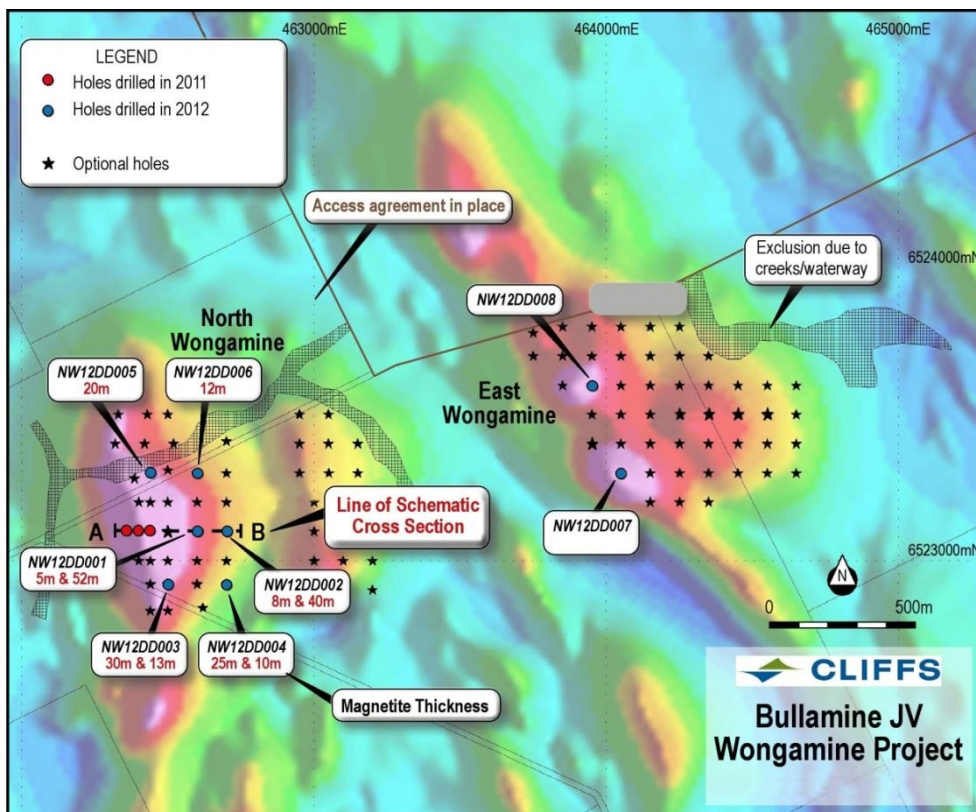 463000mE
464000mE
465000mE
LEGEND
Holes drilled in 2011
Holes drilled in 2012
Optional holes
Access agreement in place
Exclusion due to
creeks/waterway
6524000mN
NW12DD008
North
Wongamine
NW12DD005
20m
NW12DD006
12m
East
Wongamine
A
B
Line of Schematic
Cross Section
NW12DD007
NW12DD001
5m & 52m
NW12DD002
8m & 40m
6523000mN
N
0
500m
NW12DD003
30m & 13m
NW12DD004
25m & 10m
Magnetite Thickness
CLIFFS
Bullamine JV
Wongamine Project